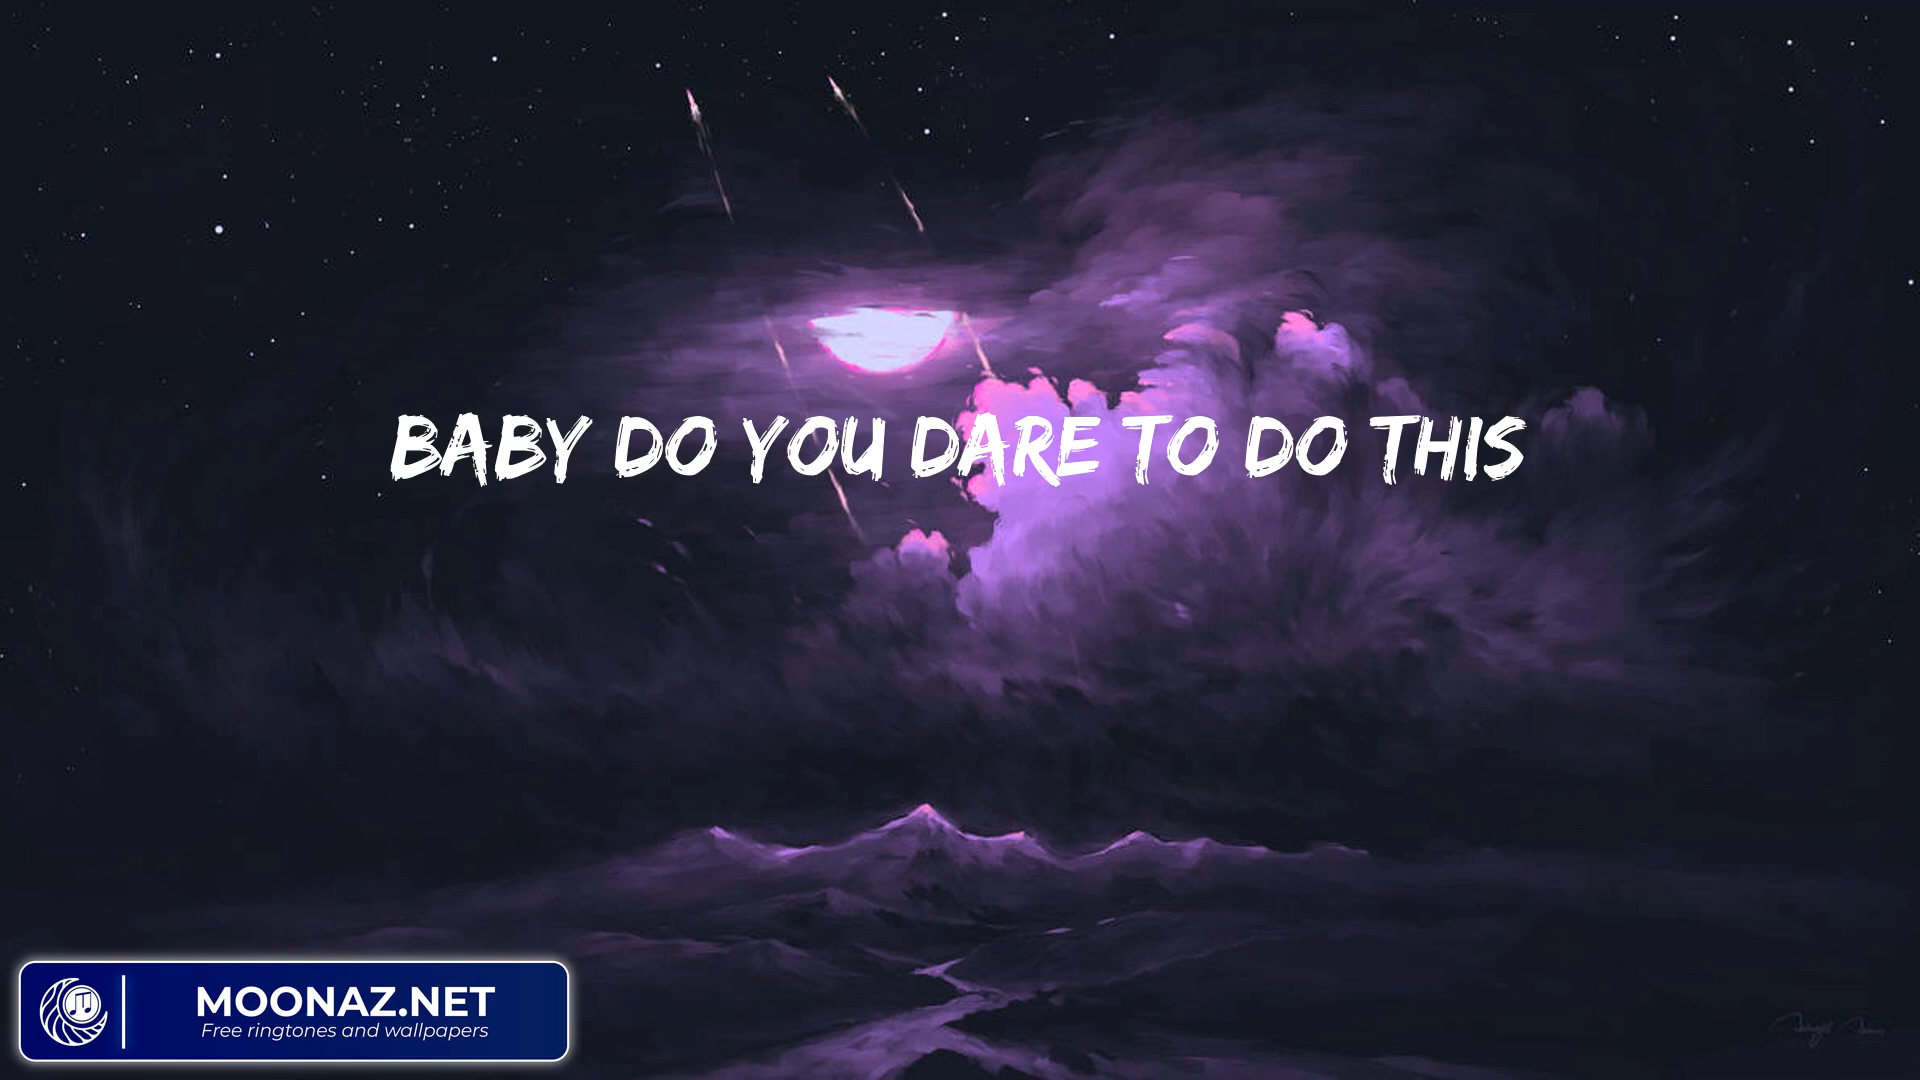 BABY DO YOU DARE TO DO THIS
MOONAZ.NET
Free ringtones and wallpapers